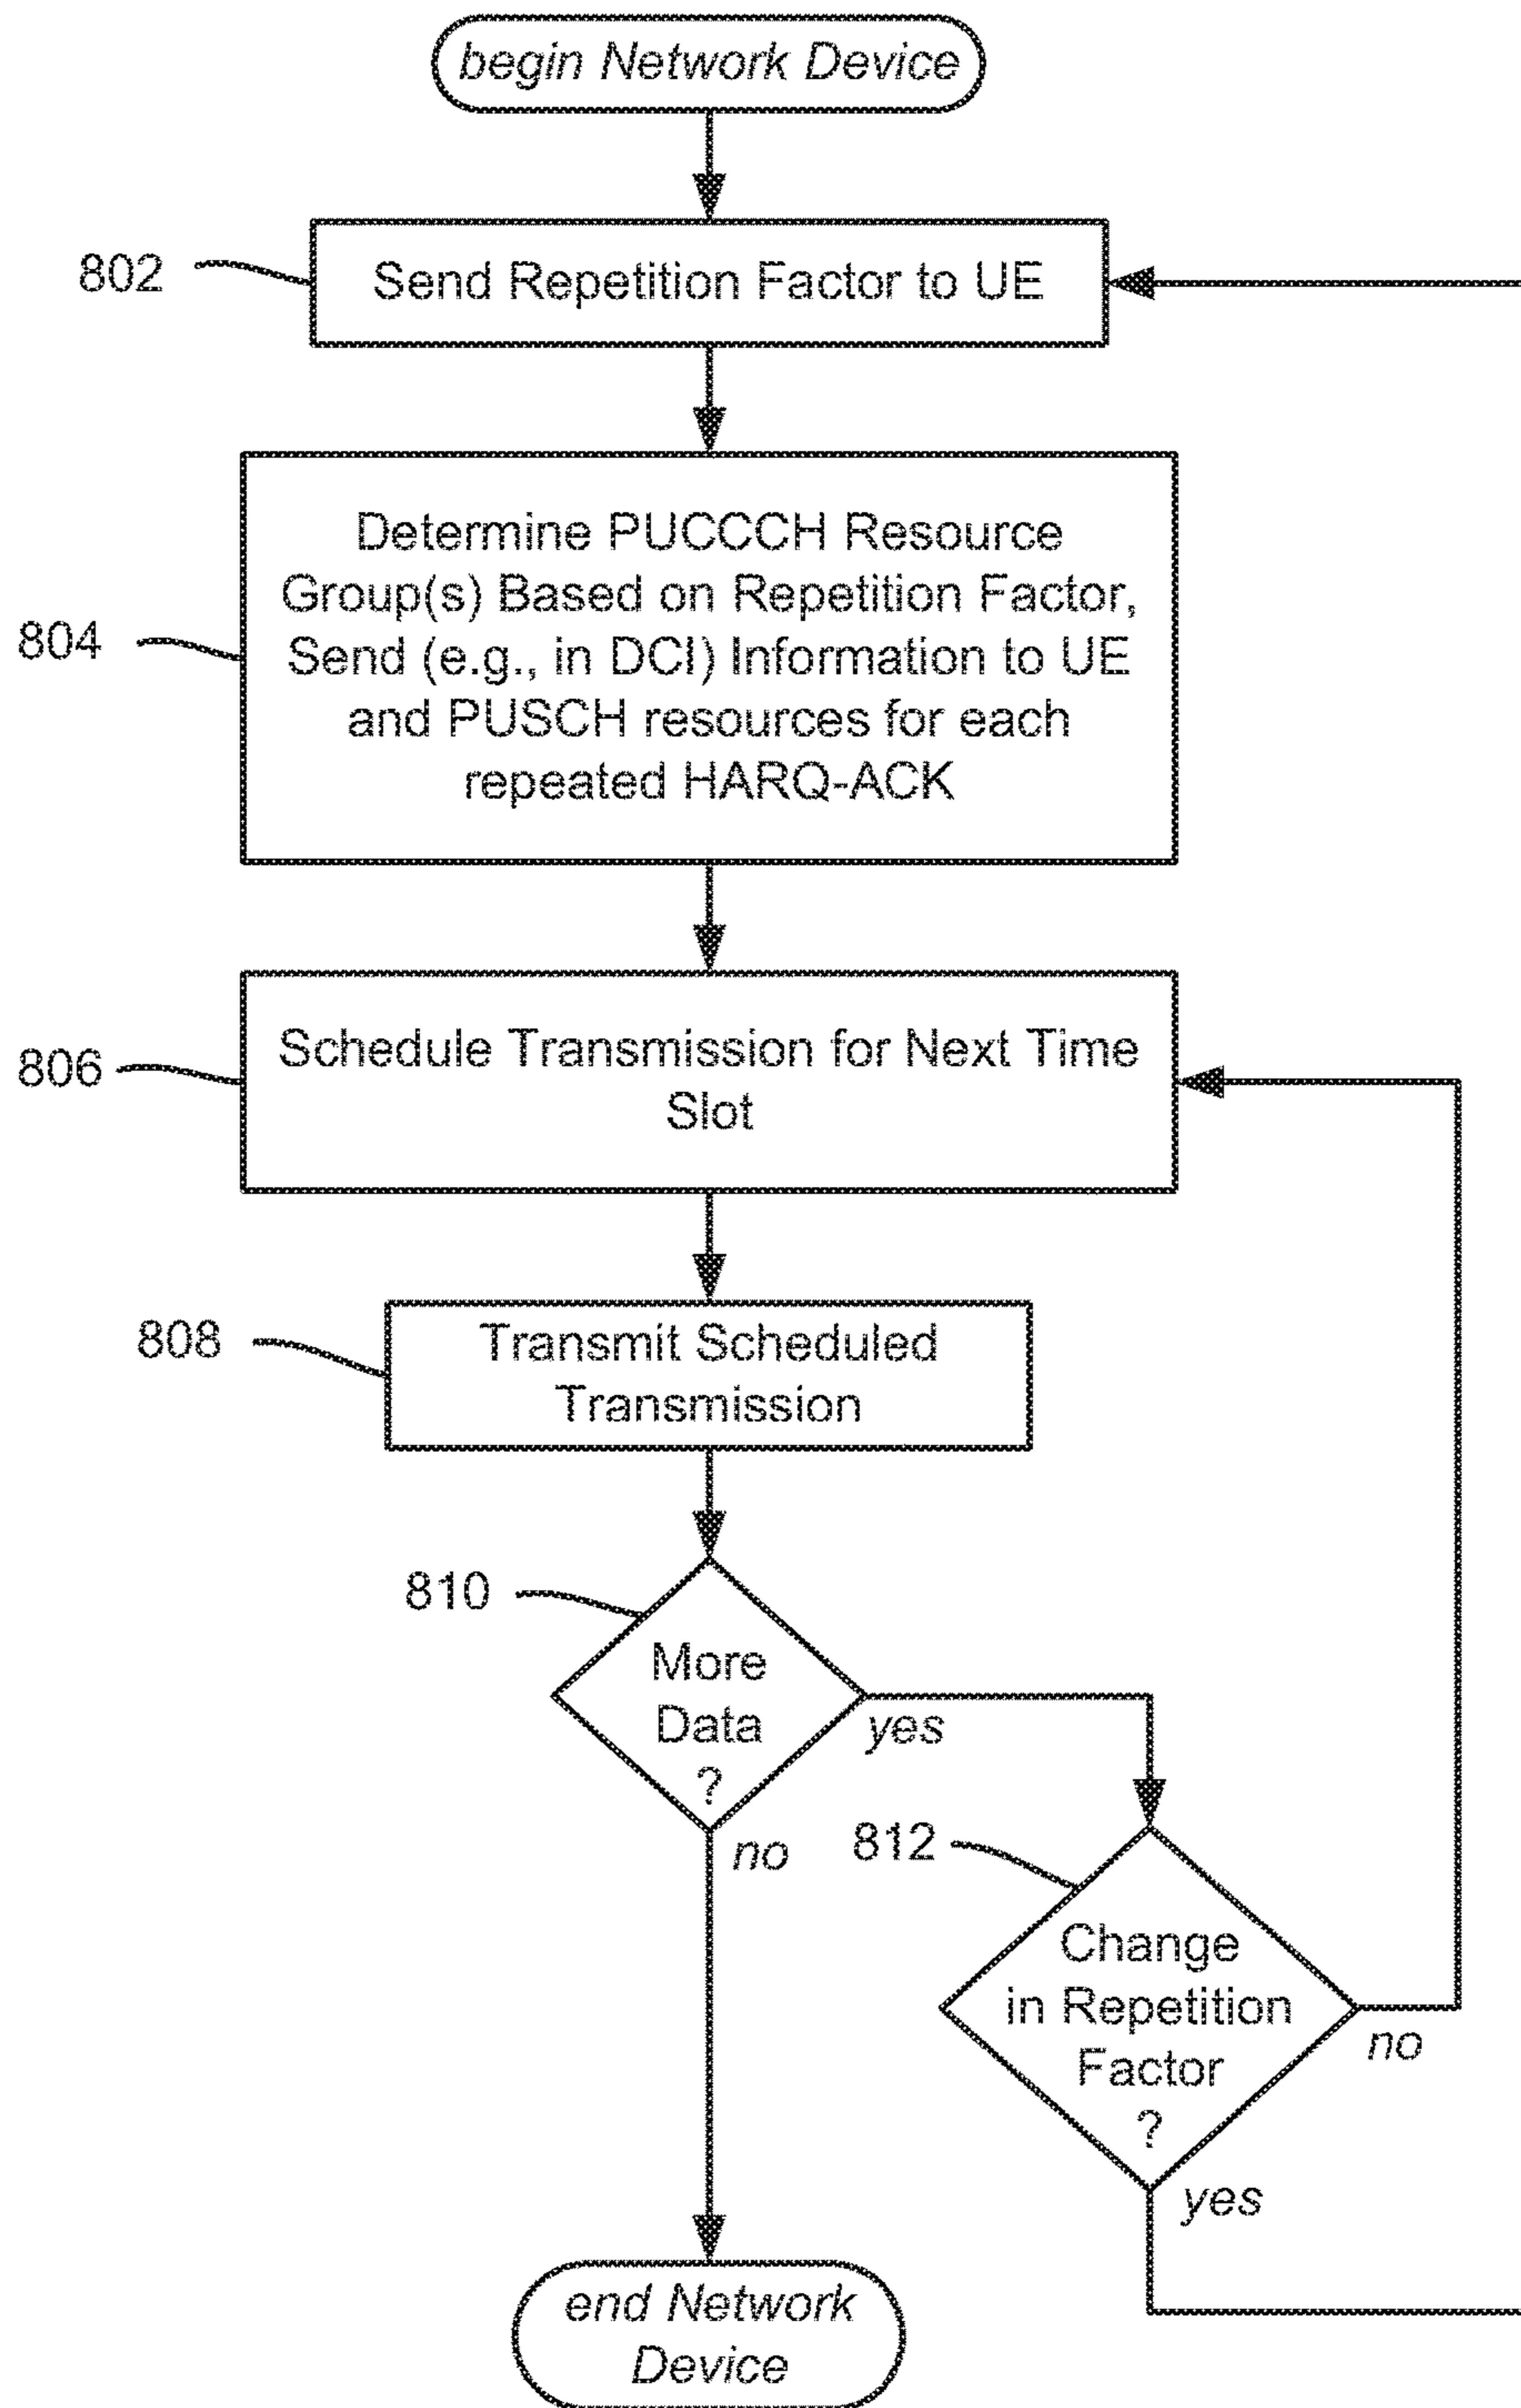 begin Network Device
802
Send Repetition Factor to UE
Determine PUCCCH Resource
Group(s) Based on Repetition Factor,
804
Send (e.g., in DCI) Information to UE
and PUSCH resources for each
repeated HARQ-ACK
806
Schedule Transmission for Next Time
Slot
808
Transmit Scheduled
Transmission
810
More
Data
?
yes
no
812
Change
in Repetition
Factor
?
no
yes
end Network
Device